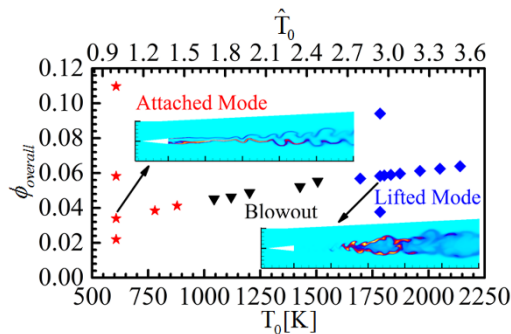 T̂₀
0.9 1.2 1.5 1.8 2.1 2.4 2.7 3.0 3.3 3.6
0.12
0.10
0.08
0.06
0.04
0.02
0.00
ϕoverall
Attached Mode
Lifted Mode
Blowout
500 750 1000 1250 1500 1750 2000 2250
T₀[K]